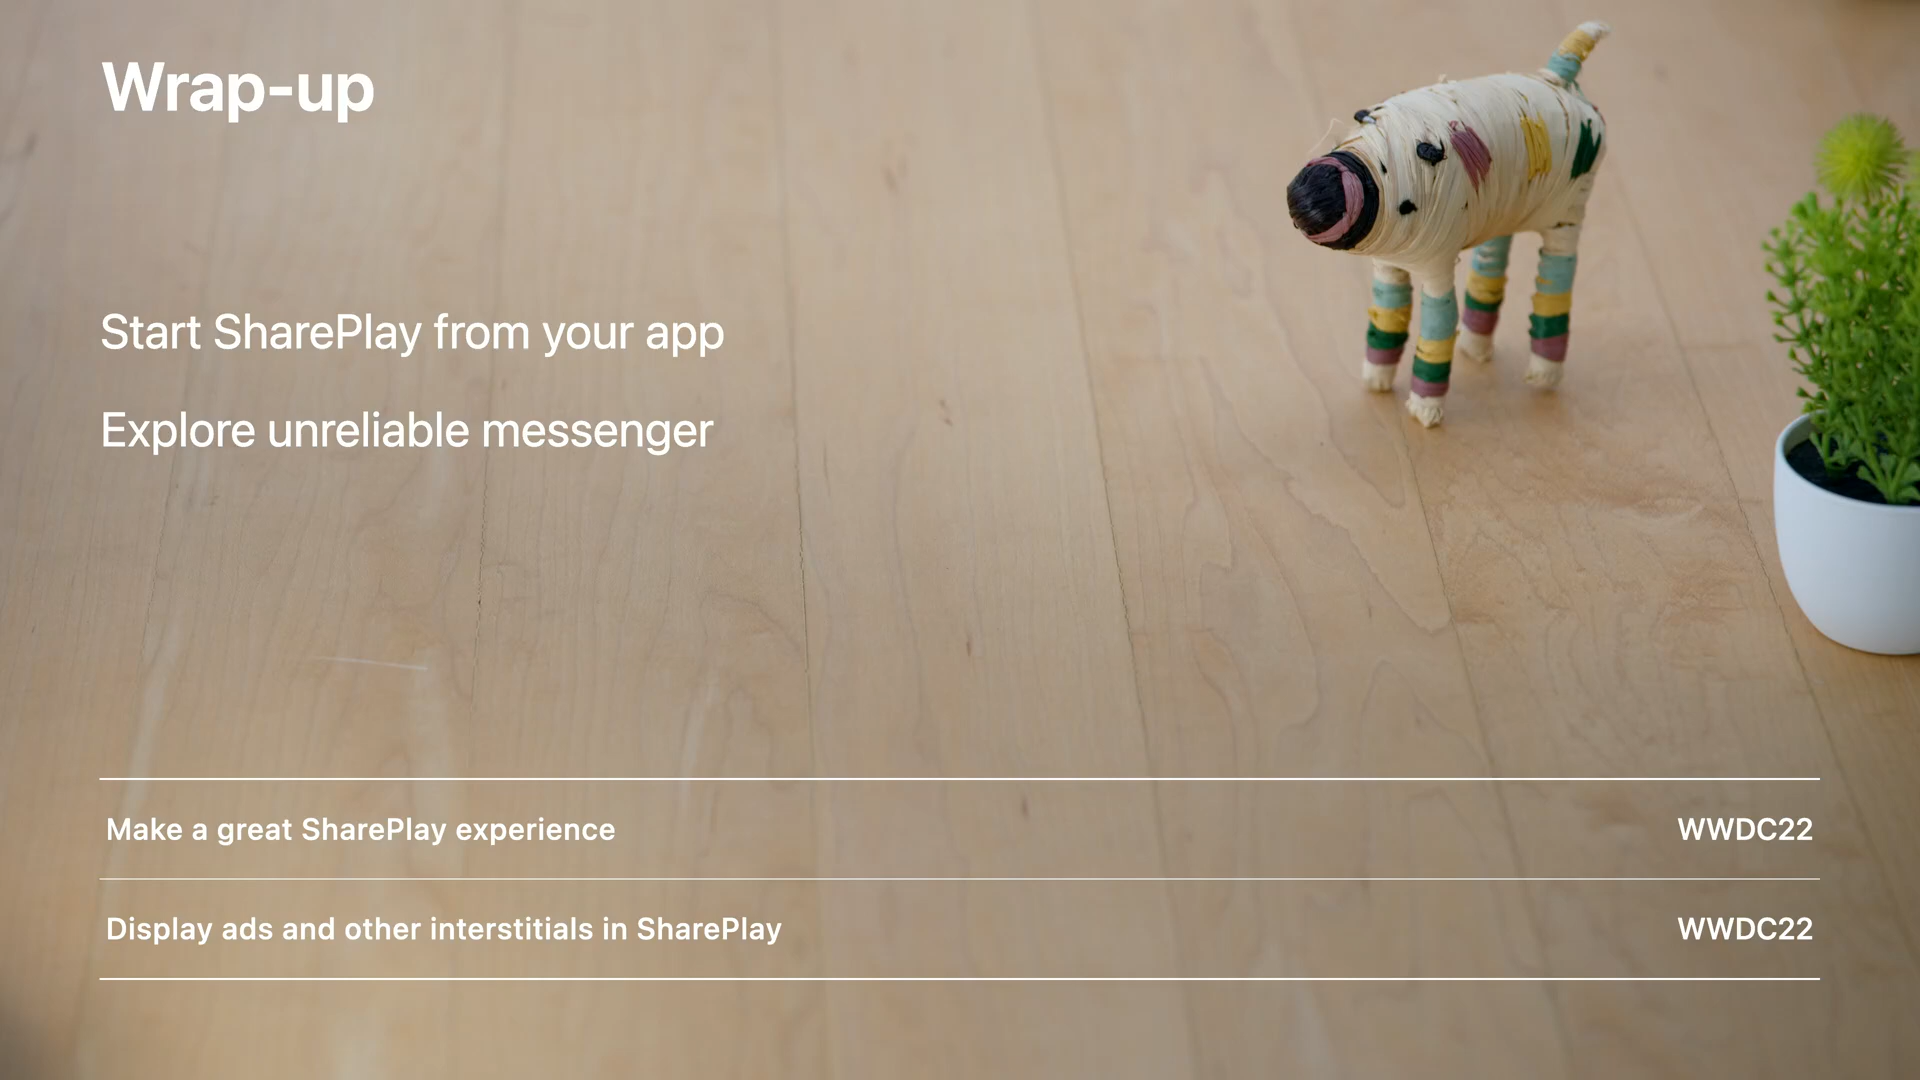 Wrap-up
Start SharePlay from your app
Explore unreliable messenger
Make a great SharePlay experience WWDC22
Display ads and other interstitials in SharePlay WWDC22